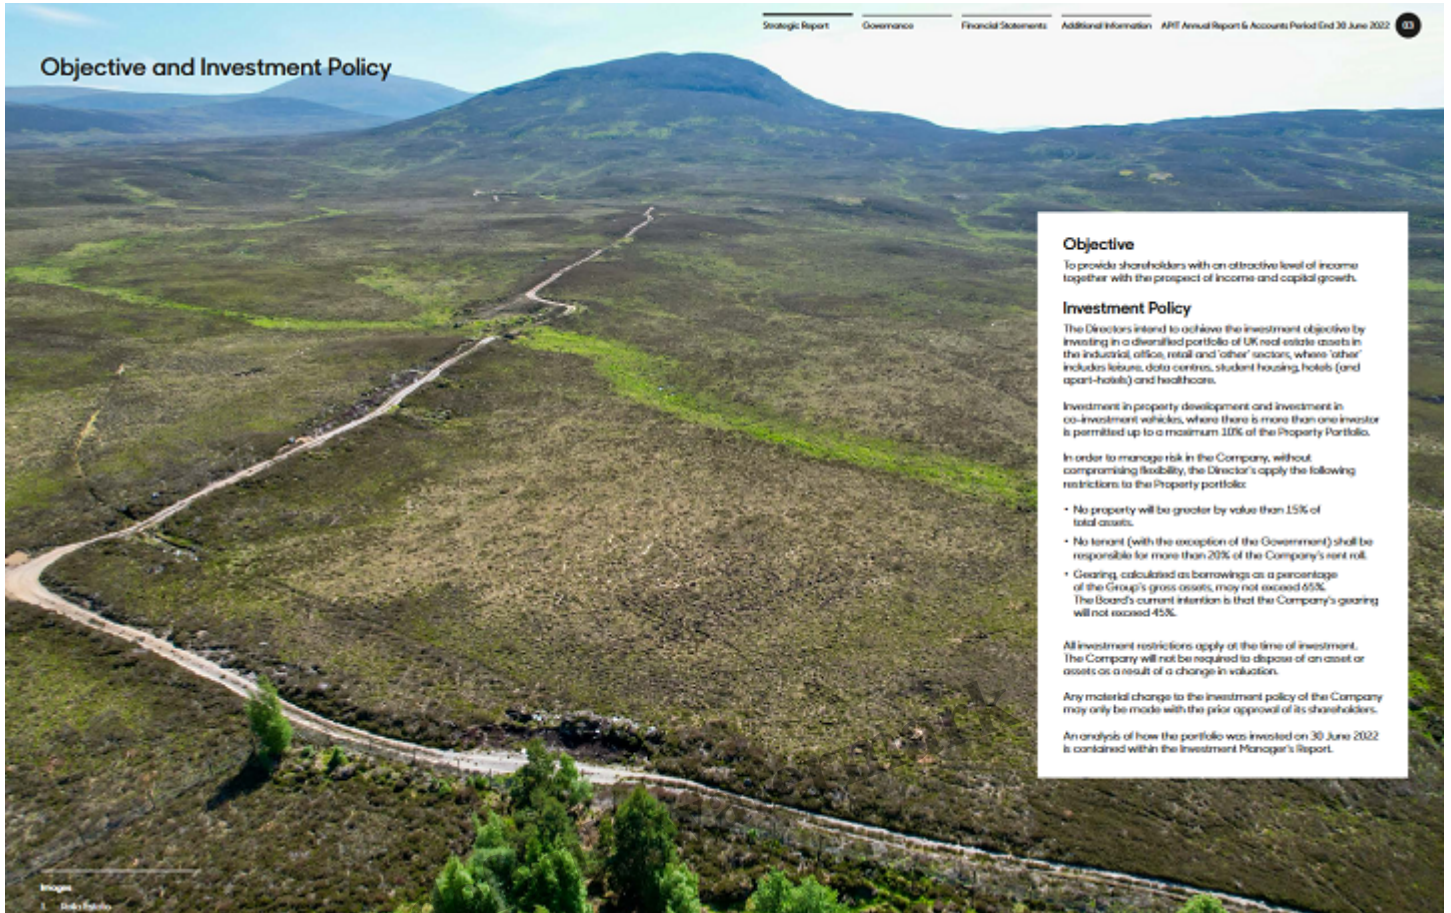 Strategic Report
Governance
Financial Statements
Additional Information
APIT Annual Report & Accounts Period End 30 June 2022
03
Objective and Investment Policy
Objective
To provide shareholders with an attractive level of income
together with the prospect of income and capital growth.
Investment Policy
The Directors intend to achieve the investment objective by
investing in a diversified portfolio of UK real estate assets in
the industrial, office, retail and 'other' sectors, where 'other'
includes leisure, data centres, student housing, hotels (and
apart-hotels) and healthcare.
Investment in property development and investment in
co-investment vehicles, where there is more than one investor
is permitted up to a maximum 10% of the Property Portfolio.
In order to manage risk in the Company, without
compromising flexibility, the Director's apply the following
restrictions to the Property portfolio:
• No property will be greater by value than 15% of
total assets.
• No tenant (with the exception of the Government) shall be
responsible for more than 20% of the Company's rent roll.
• Gearing, calculated as borrowings as a percentage
of the Group's gross assets, may not exceed 65%.
The Board's current intention is that the Company's gearing
will not exceed 45%.
All investment restrictions apply at the time of investment.
The Company will not be required to dispose of an asset or
assets as a result of a change in valuation.
Any material change to the investment policy of the Company
may only be made with the prior approval of its shareholders.
An analysis of how the portfolio was invested on 30 June 2022
is contained within the Investment Manager's Report.
Images
1.